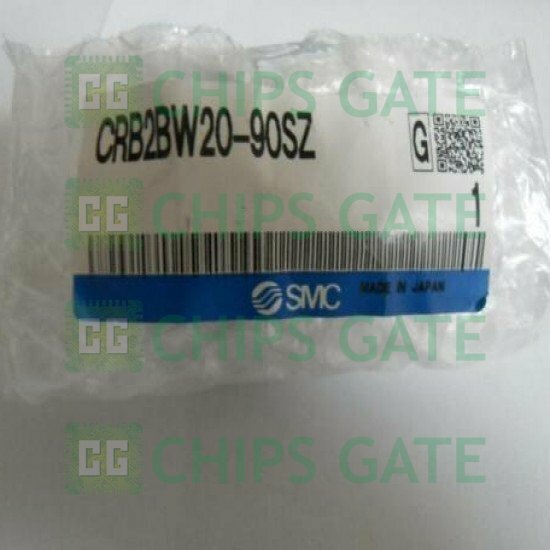 CG CHIPS GATE
CRB2BW20-90SZ
G
CG CHIPS GATE
1
SMC MADE IN JAPAN
CG CHIPS GATE
CG CHIPS GATE